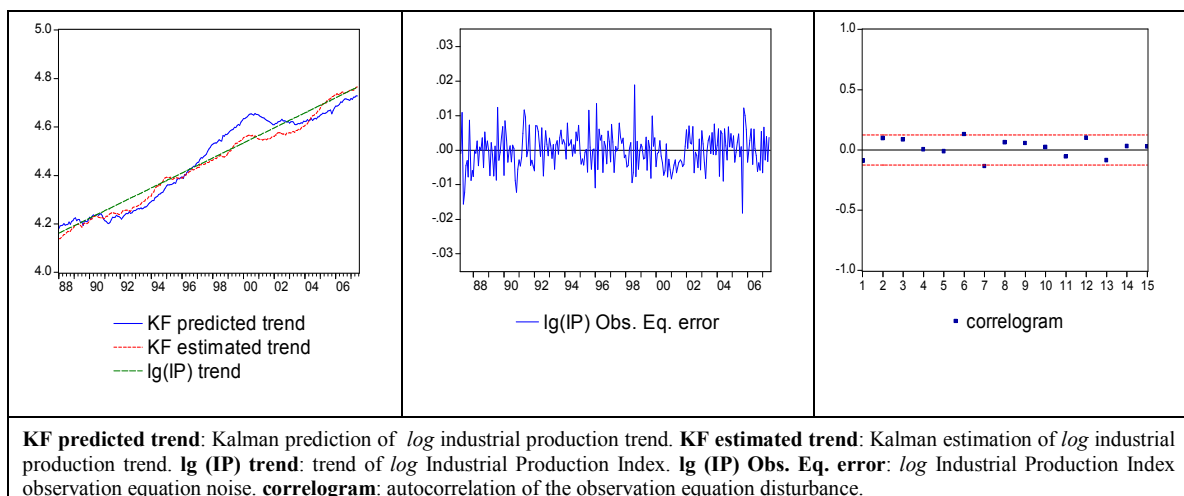 5.0
4.8
4.6
4.4
4.2
4.0
88 90 92 94 96 98 00 02 04 06
KF predicted trend
KF estimated trend
lg(IP) trend
.03
.02
.01
.00
-.01
-.02
-.03
88 90 92 94 96 98 00 02 04 06
lg(IP) Obs. Eq. error
1.0
0.5
0.0
-0.5
-1.0
1 2 3 4 5 6 7 8 9 10 11 12 13 14 15
correlogram
KF predicted trend: Kalman prediction of log industrial production trend. KF estimated trend: Kalman estimation of log industrial
production trend. lg (IP) trend: trend of log Industrial Production Index. lg (IP) Obs. Eq. error: log Industrial Production Index
observation equation noise. correlogram: autocorrelation of the observation equation disturbance.